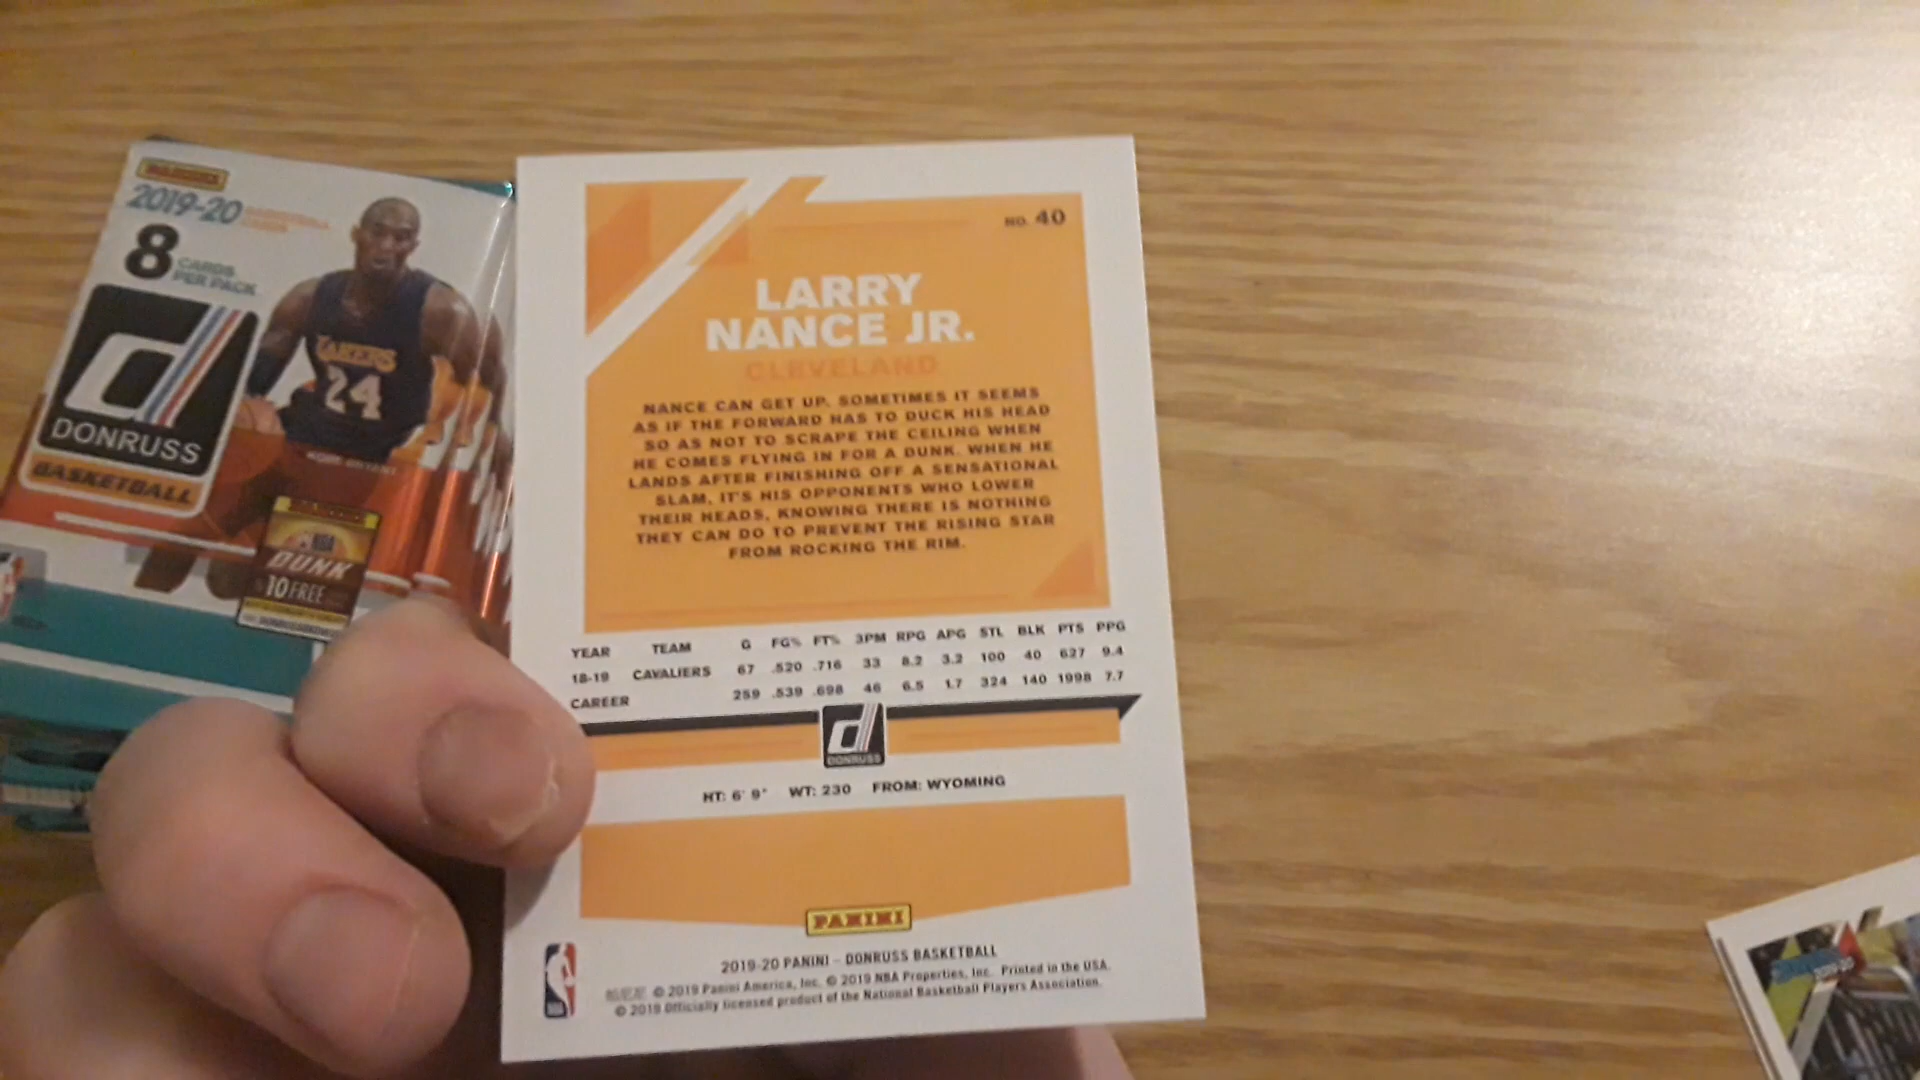 PANINI
2019-20
8 CARDS
PER PACK
DONRUSS
BASKETBALL
LAKERS
24
KOBE BRYANT
PANINI
NBA
DUNK
10 FREE
NO. 40
LARRY
NANCE JR.
CLEVELAND
NANCE CAN GET UP. SOMETIMES IT SEEMS
AS IF THE FORWARD HAS TO DUCK HIS HEAD
SO AS NOT TO SCRAPE THE CEILING WHEN
HE COMES FLYING IN FOR A DUNK. WHEN HE
LANDS AFTER FINISHING OFF A SENSATIONAL
SLAM, IT'S HIS OPPONENTS WHO LOWER
THEIR HEADS, KNOWING THERE IS NOTHING
THEY CAN DO TO PREVENT THE RISING STAR
FROM ROCKING THE RIM.
YEAR TEAM G FG% FT% 3PM RPG APG STL BLK PTS PPG
18-19 CAVALIERS 67 .520 .716 33 8.2 3.2 100 40 627 9.4
CAREER 259 .539 .698 46 6.5 1.7 324 140 1998 7.7
DONRUSS
HT: 6' 9" WT: 230 FROM: WYOMING
PANINI
2019-20 PANINI - DONRUSS BASKETBALL
© 2019 Panini America, Inc. © 2019 NBA Properties, Inc. Printed in the USA.
© 2019 Officially licensed product of the National Basketball Players Association.